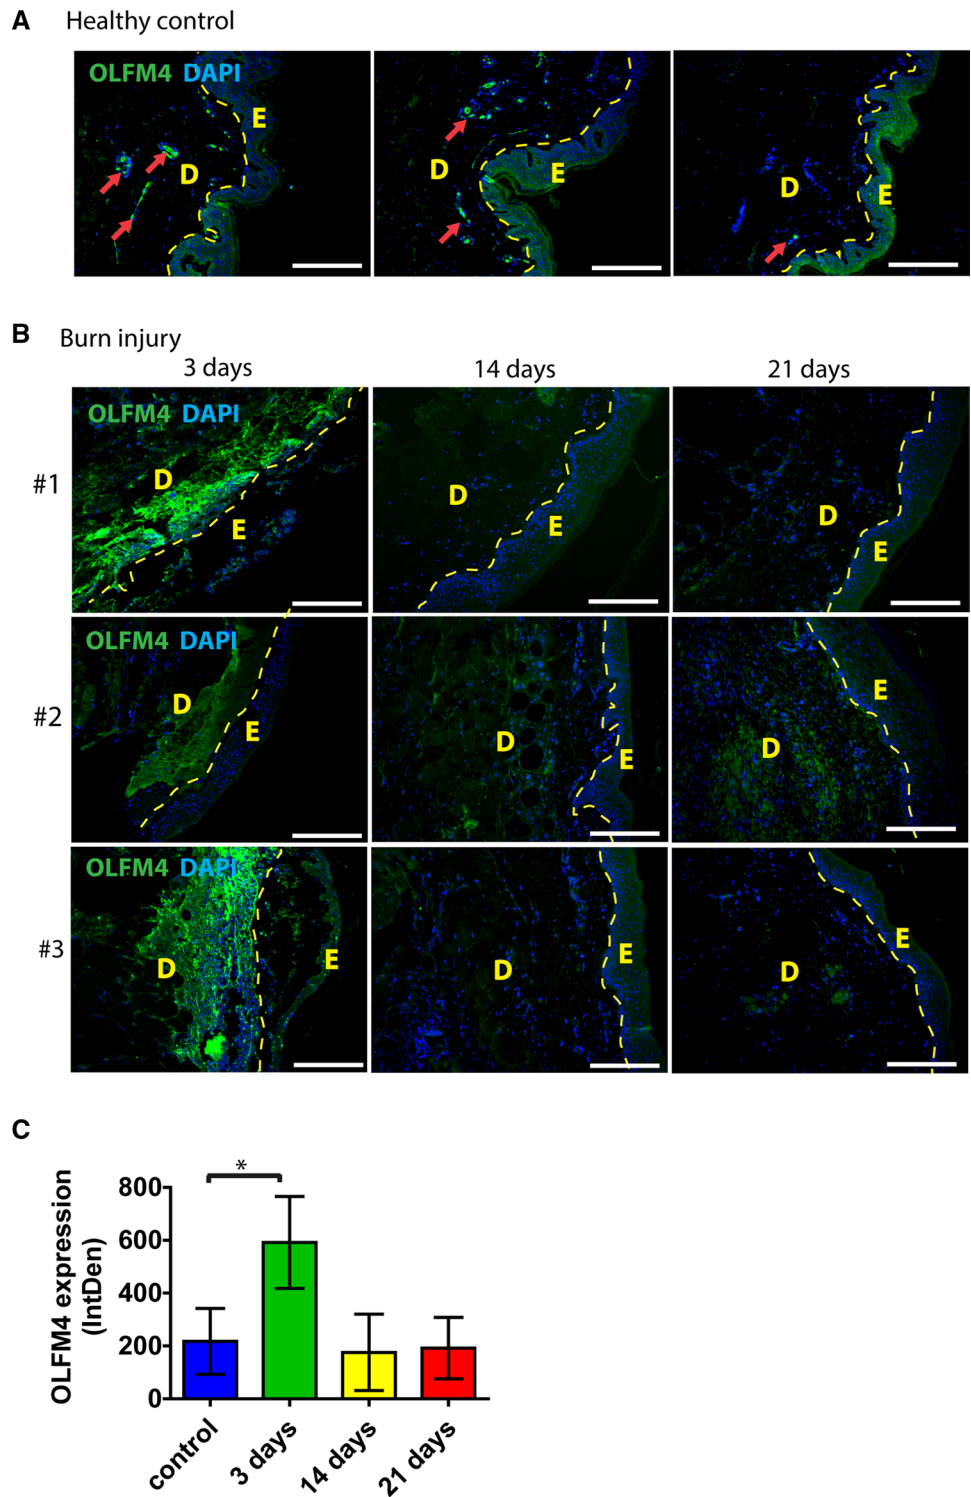 A Healthy control
OLFM4 DAPI
E
D
D
E
D
E
B Burn injury
3 days 14 days 21 days
#1
OLFM4 DAPI
D
E
D
E
D
E
#2
OLFM4 DAPI
D
E
D
E
D
E
#3
OLFM4 DAPI
D
E
D
E
D
E
C
*
OLFM4 expression
(IntDen)
800
600
400
200
0
control
3 days
14 days
21 days